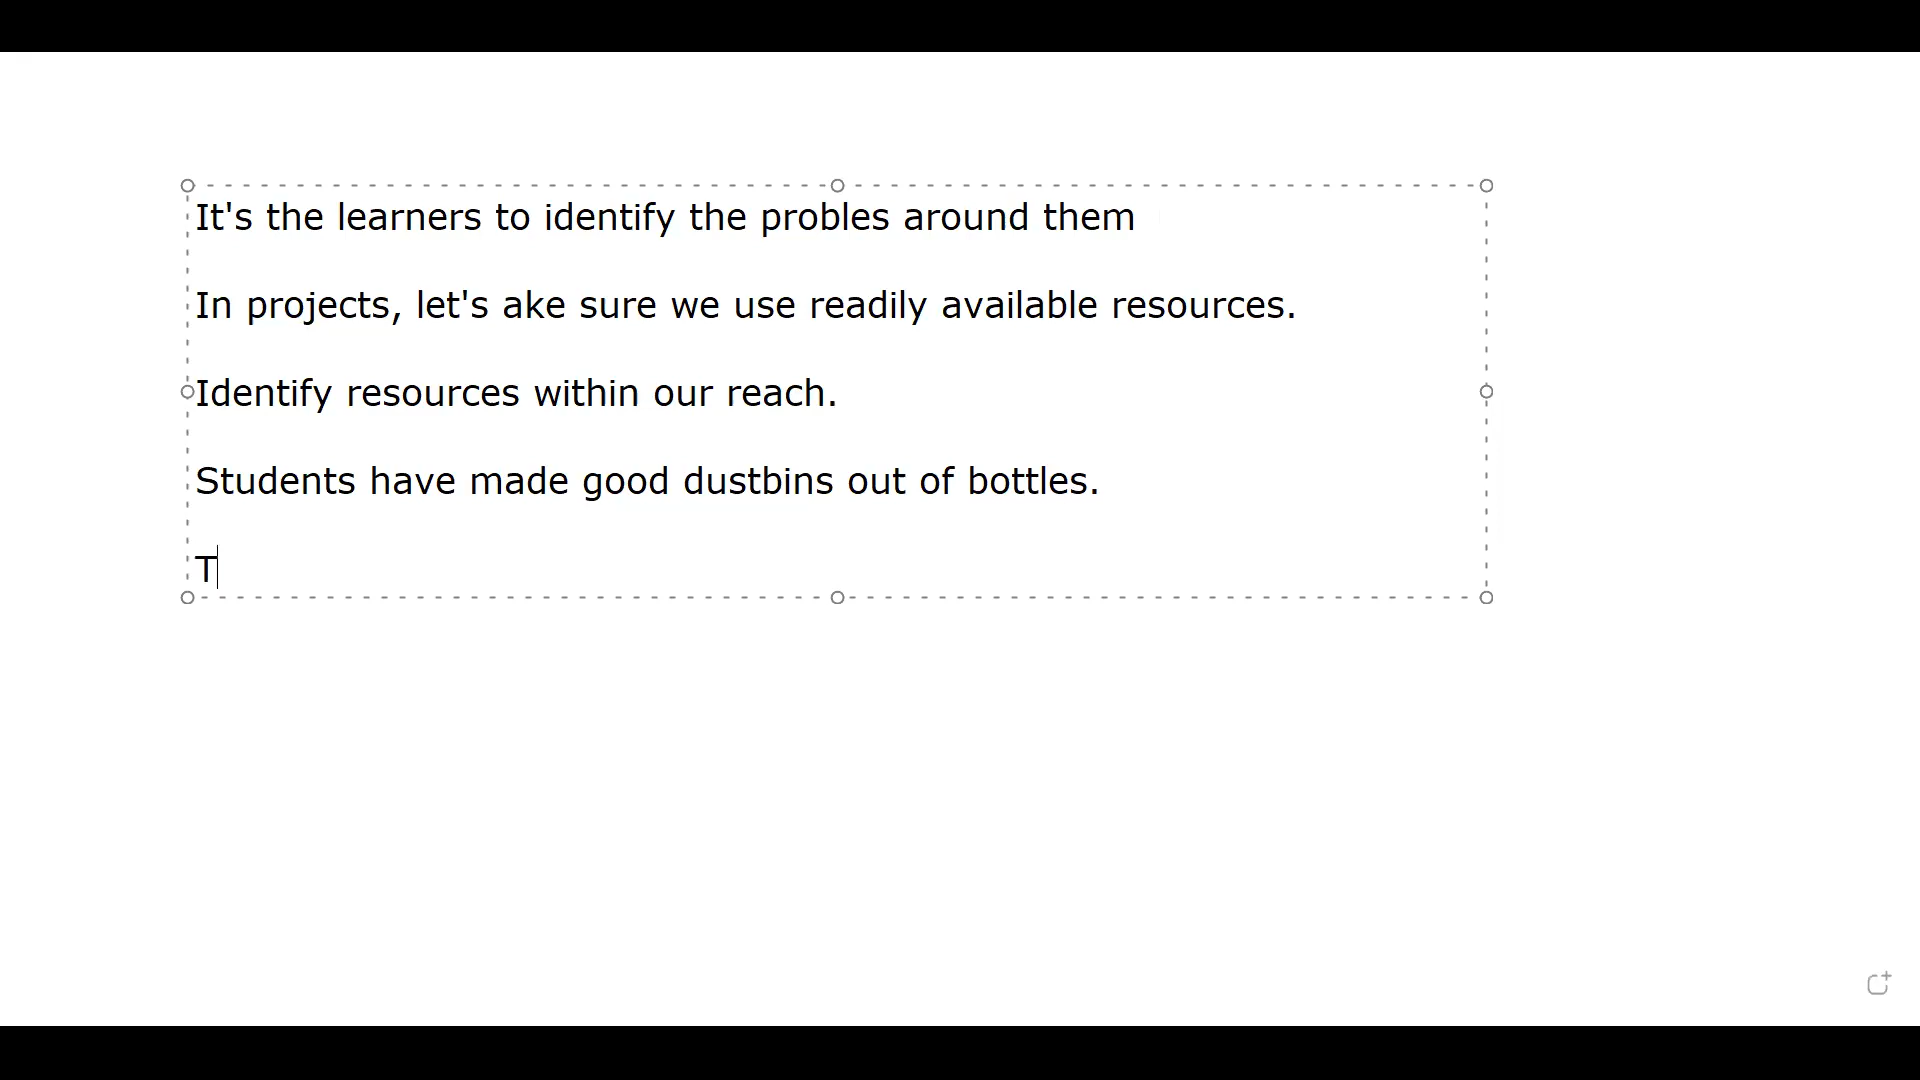 It's the learners to identify the probles around them
In projects, let's ake sure we use readily available resources.
Identify resources within our reach.
Students have made good dustbins out of bottles.
T